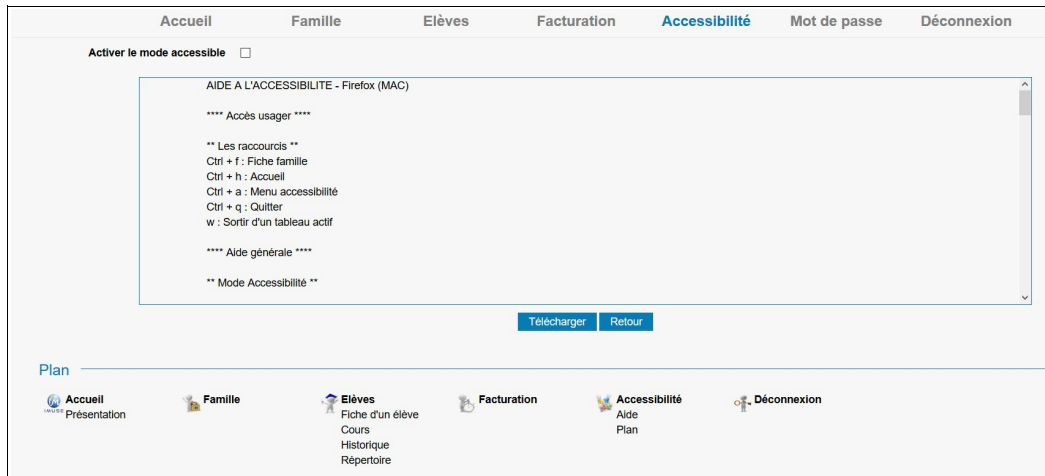 Accueil Famille Elèves Facturation Accessibilité Mot de passe Déconnexion
Activer le mode accessible
AIDE A L'ACCESSIBILITE - Firefox (MAC)
**** Accès usager ****
** Les raccourcis **
Ctrl + f : Fiche famille
Ctrl + h : Accueil
Ctrl + a : Menu accessibilité
Ctrl + q : Quitter
w : Sortir d'un tableau actif
**** Aide générale ****
** Mode Accessibilité **
Télécharger Retour
Plan
iMUSE Accueil Famille Elèves Facturation Accessibilité Déconnexion
Présentation Fiche d'un élève Aide
Cours Plan
Historique
Répertoire